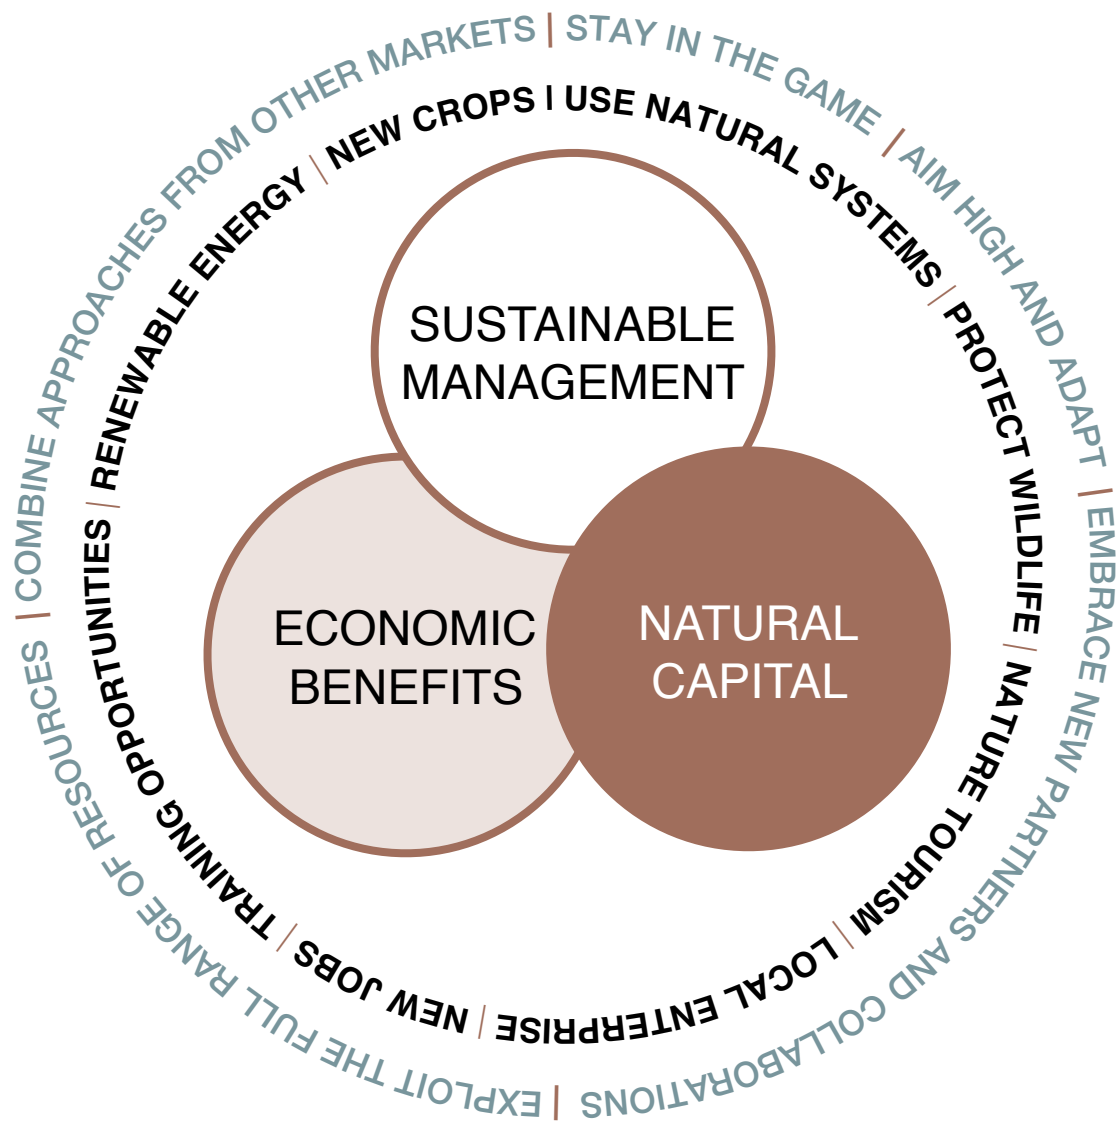 STAY IN THE GAME | AIM HIGH AND ADAPT | EMBRACE NEW PARTNERS AND COLLABORATIONS | EXPLOIT THE FULL RANGE OF RESOURCES | COMBINE APPROACHES FROM OTHER MARKETS |
USE NATURAL SYSTEMS | PROTECT WILDLIFE | NATURE TOURISM | LOCAL ENTERPRISE | NEW JOBS | TRAINING OPPORTUNITIES | RENEWABLE ENERGY | NEW CROPS |
SUSTAINABLE
MANAGEMENT
ECONOMIC
BENEFITS
NATURAL
CAPITAL